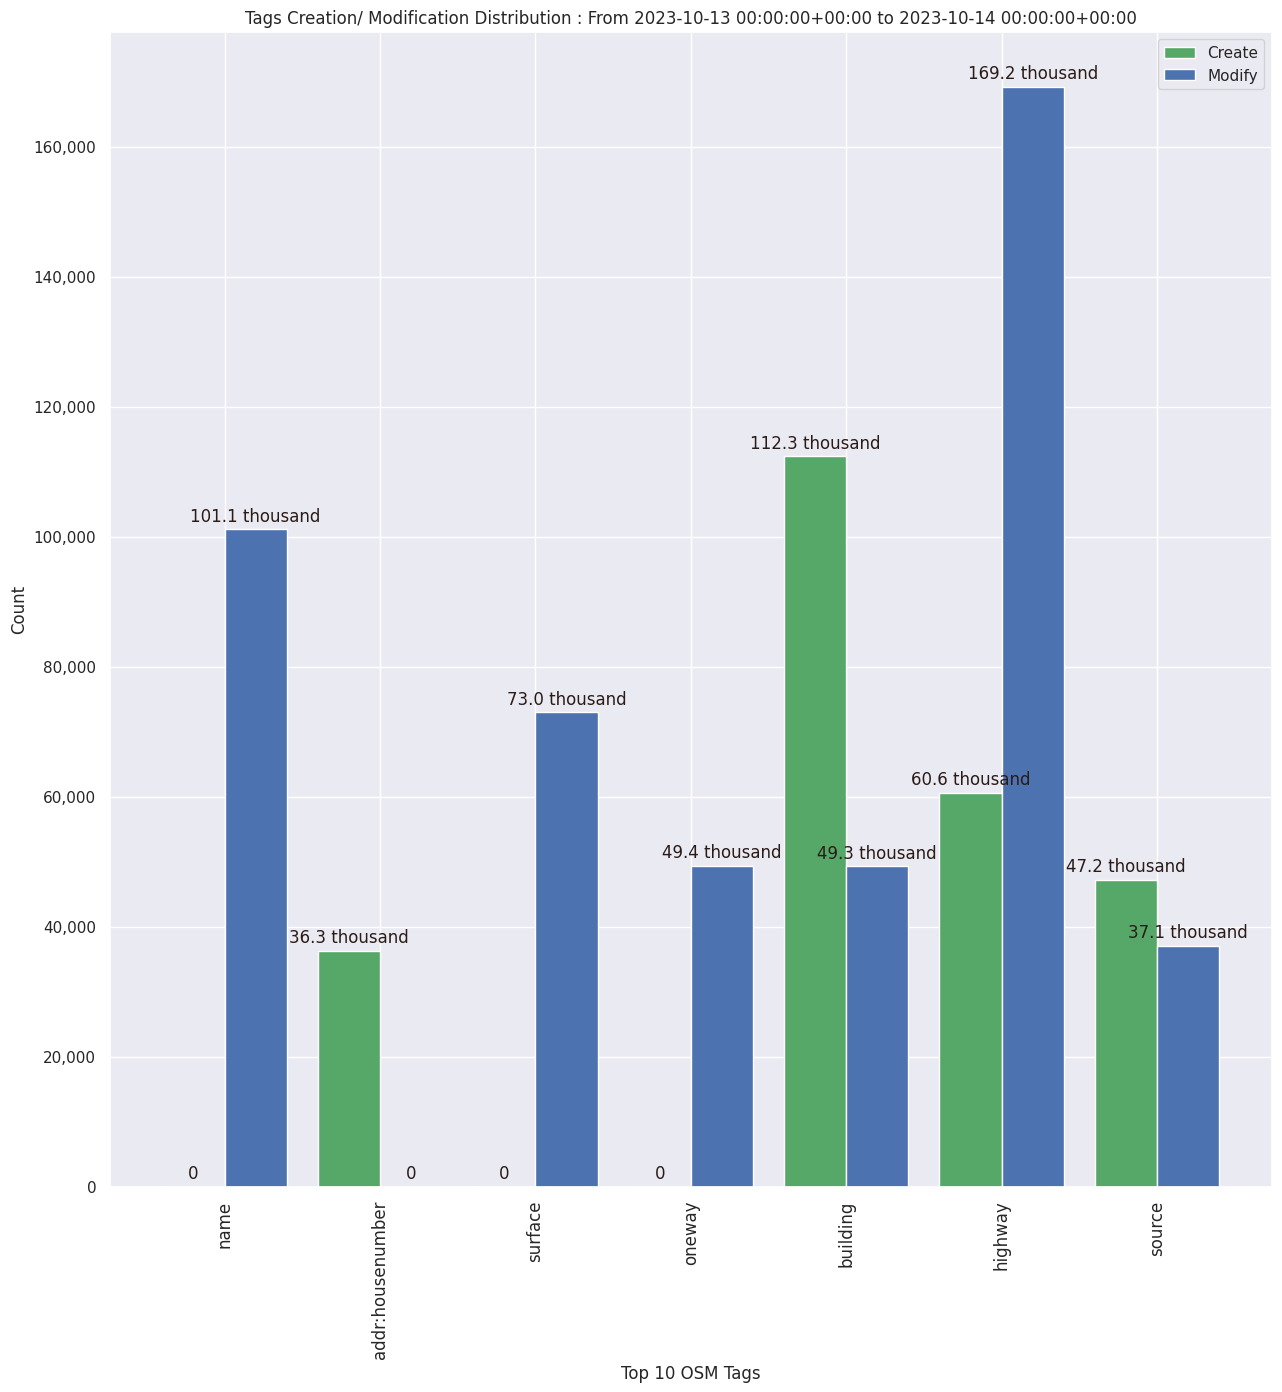 Tags Creation/ Modification Distribution : From 2023-10-13 00:00:00+00:00 to 2023-10-14 00:00:00+00:00
Create
Modify
169.2 thousand
160,000
140,000
120,000
112.3 thousand
101.1 thousand
100,000
80,000
73.0 thousand
60.6 thousand
60,000
49.4 thousand
49.3 thousand
47.2 thousand
40,000
36.3 thousand
37.1 thousand
20,000
0
0
0
0
0
Count
name
addr:housenumber
surface
oneway
building
highway
source
Top 10 OSM Tags